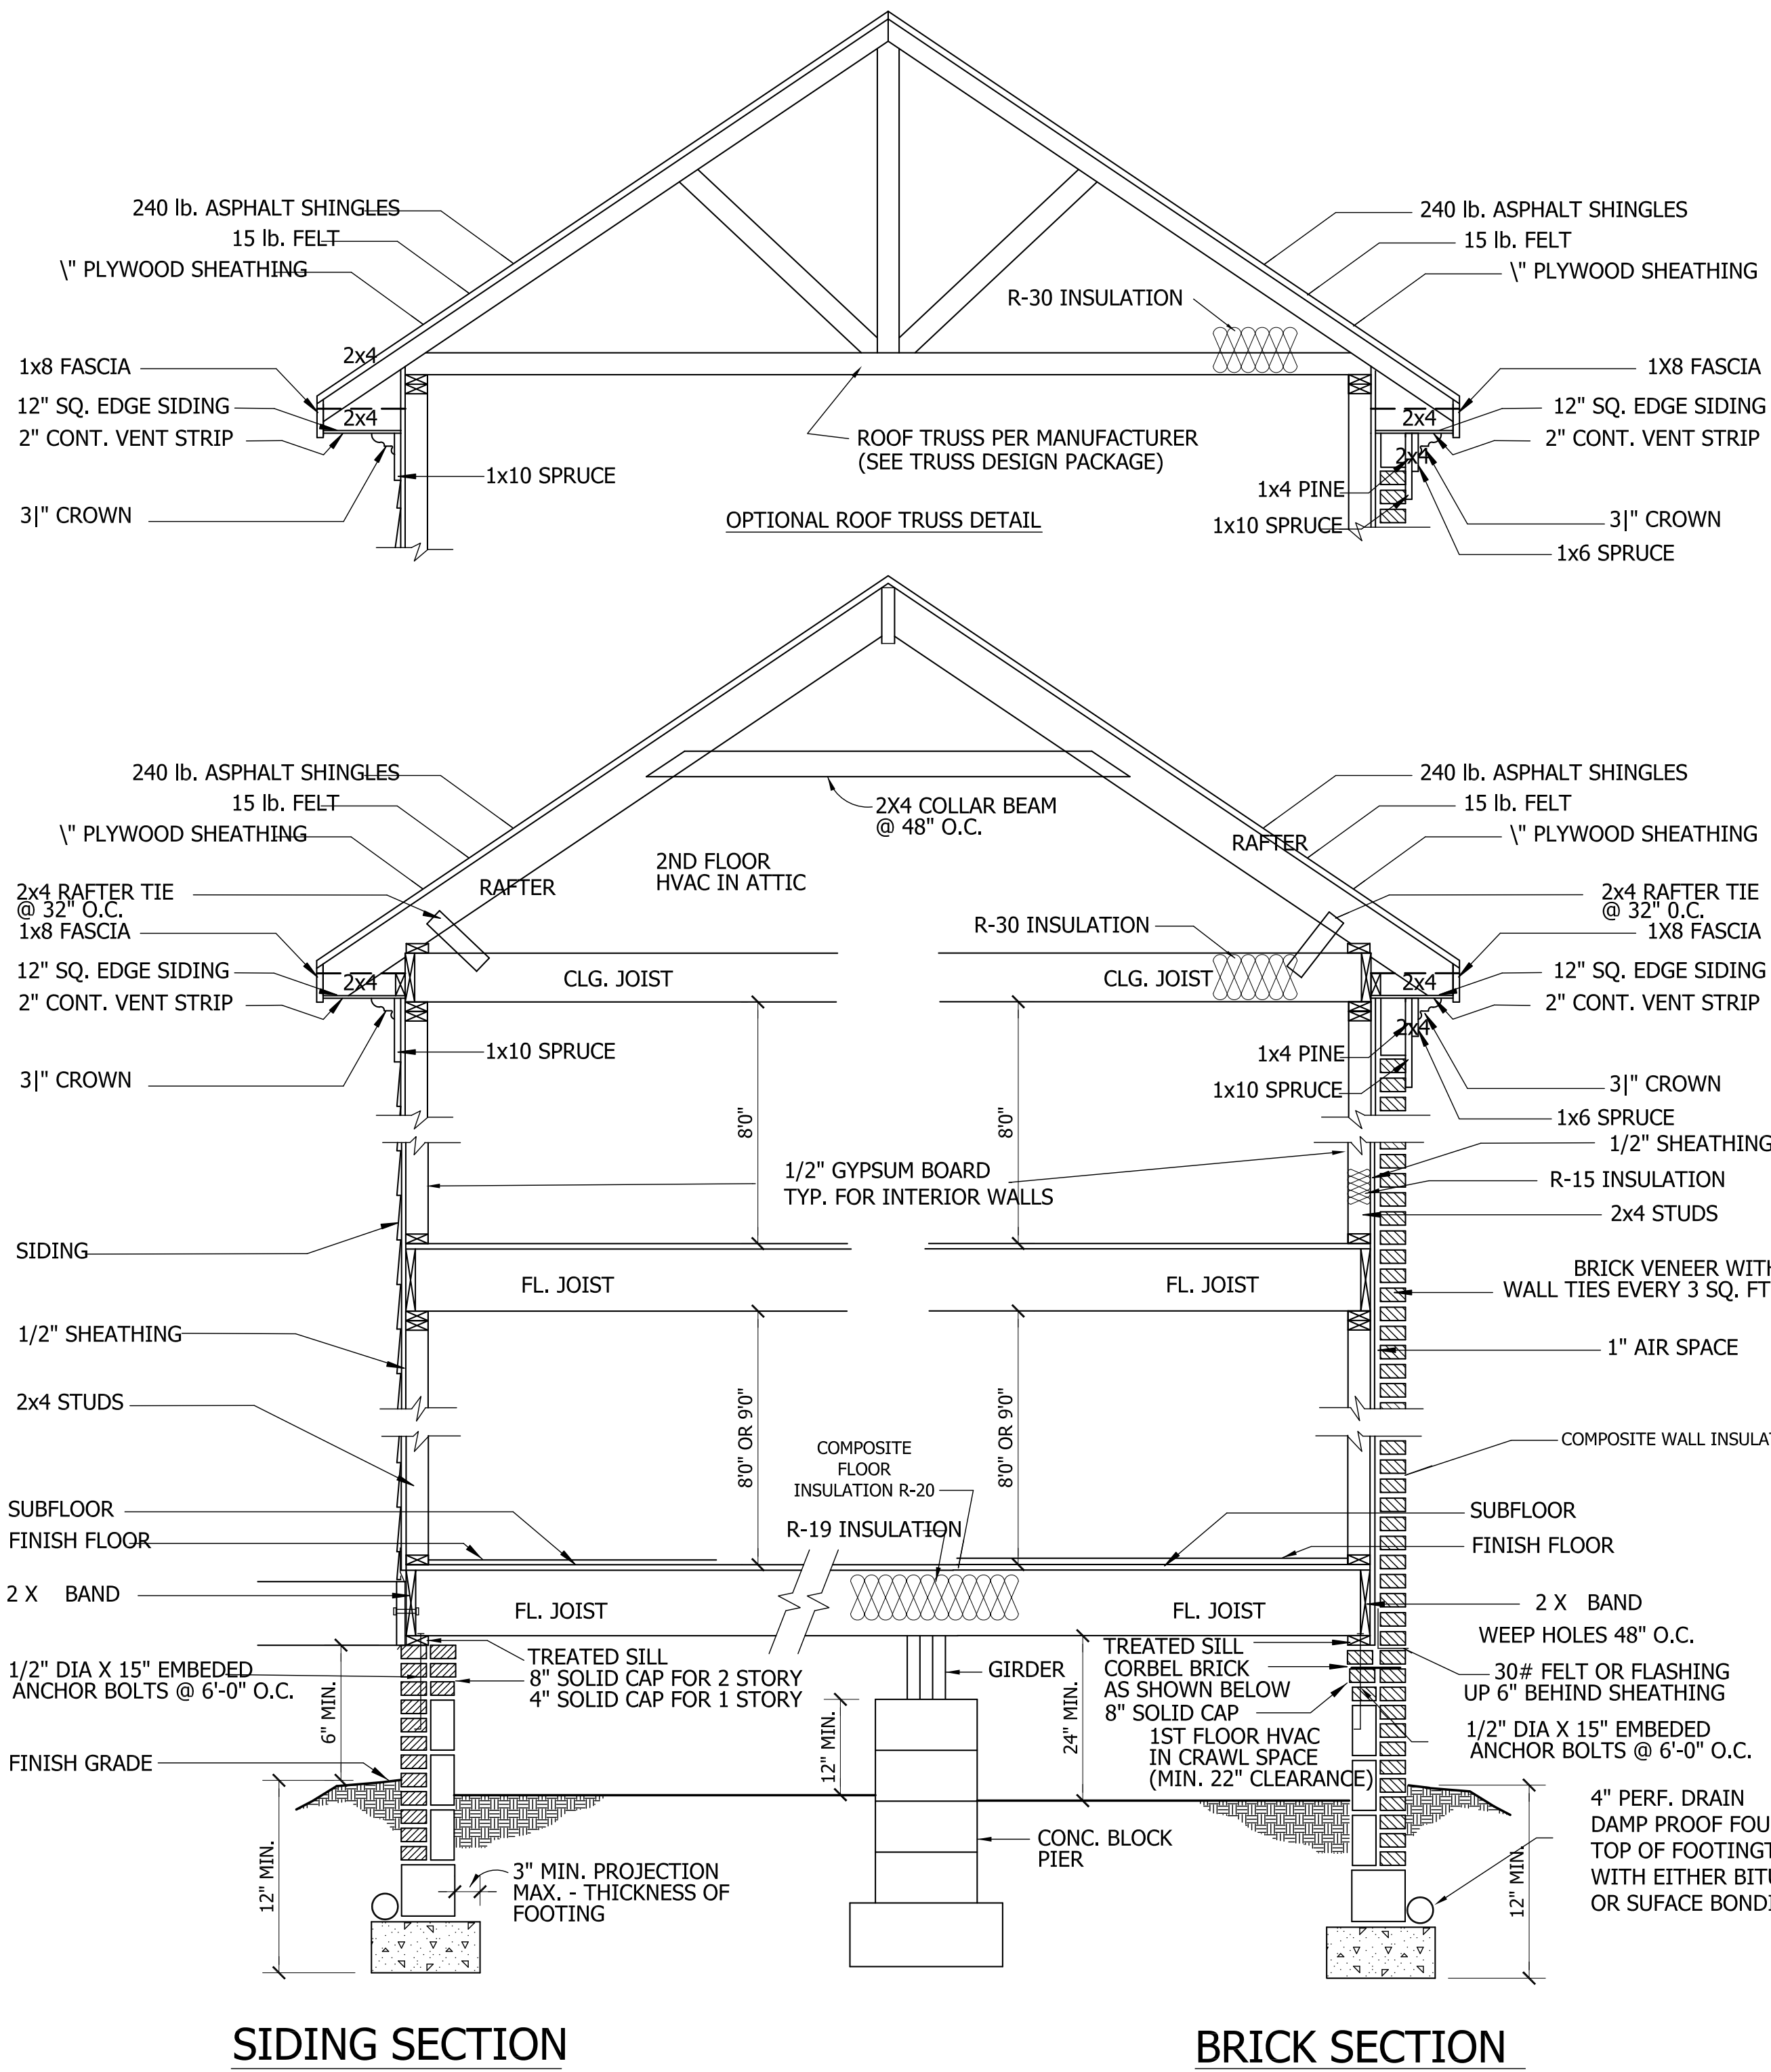 240 lb. ASPHALT SHINGLES
15 lb. FELT
\" PLYWOOD SHEATHING
2x4
1x8 FASCIA
12" SQ. EDGE SIDING
2x4
2" CONT. VENT STRIP
1x10 SPRUCE
3|" CROWN
R-30 INSULATION
ROOF TRUSS PER MANUFACTURER
(SEE TRUSS DESIGN PACKAGE)
OPTIONAL ROOF TRUSS DETAIL
240 lb. ASPHALT SHINGLES
15 lb. FELT
\" PLYWOOD SHEATHING
1X8 FASCIA
12" SQ. EDGE SIDING
2x4
2" CONT. VENT STRIP
2x4
1x4 PINE
1x10 SPRUCE
3|" CROWN
1x6 SPRUCE
240 lb. ASPHALT SHINGLES
15 lb. FELT
\" PLYWOOD SHEATHING
RAFTER
2x4 RAFTER TIE
@ 32" O.C.
1x8 FASCIA
12" SQ. EDGE SIDING
2x4
2" CONT. VENT STRIP
1x10 SPRUCE
3|" CROWN
2X4 COLLAR BEAM
@ 48" O.C.
2ND FLOOR
HVAC IN ATTIC
R-30 INSULATION
CLG. JOIST
CLG. JOIST
240 lb. ASPHALT SHINGLES
15 lb. FELT
RAFTER
\" PLYWOOD SHEATHING
2x4 RAFTER TIE
@ 32" 0.C.
1X8 FASCIA
12" SQ. EDGE SIDING
2x4
2" CONT. VENT STRIP
2x4
1x4 PINE
1x10 SPRUCE
3|" CROWN
1x6 SPRUCE
8'0"
8'0"
1/2" GYPSUM BOARD
TYP. FOR INTERIOR WALLS
1/2" SHEATHING
R-15 INSULATION
2x4 STUDS
SIDING
FL. JOIST
FL. JOIST
BRICK VENEER WITH
WALL TIES EVERY 3 SQ. FT
1/2" SHEATHING
1" AIR SPACE
2x4 STUDS
8'0" OR 9'0"
8'0" OR 9'0"
COMPOSITE
FLOOR
INSULATION R-20
R-19 INSULATION
COMPOSITE WALL
SUBFLOOR
FINISH FLOOR
2 X BAND
FL. JOIST
FL. JOIST
SUBFLOOR
FINISH FLOOR
2 X BAND
WEEP HOLES 48" O.C.
1/2" DIA X 15" EMBEDED
ANCHOR BOLTS @ 6'-0" O.C.
6" MIN.
TREATED SILL
8" SOLID CAP FOR 2 STORY
4" SOLID CAP FOR 1 STORY
GIRDER
12" MIN.
24" MIN.
TREATED SILL
CORBEL BRICK
AS SHOWN BELOW
8" SOLID CAP
1ST FLOOR HVAC
IN CRAWL SPACE
(MIN. 22" CLEARANCE)
30# FELT OR FLASHING
UP 6" BEHIND SHEATHING
1/2" DIA X 15" EMBEDED
ANCHOR BOLTS @ 6'-0" O.C.
FINISH GRADE
12" MIN.
3" MIN. PROJECTION
MAX. - THICKNESS OF
FOOTING
CONC. BLOCK
PIER
12" MIN.
4" PERF. DRAIN
DAMP PROOF
TOP OF
WITH EITHER
OR SUFACE
SIDING SECTION
BRICK SECTION